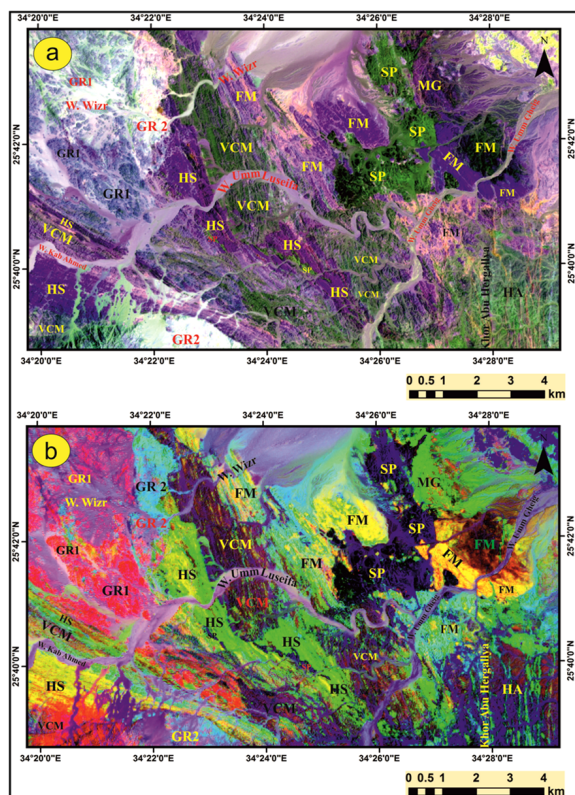 a
34°20'0"E 34°22'0"E 34°24'0"E 34°26'0"E 34°28'0"E
N
GR1
W. Wizr
W. Wizr
SP
MG
FM
GR 2
FM
25°42'0"N
25°42'0"N
GR1
VCM
FM
SP
FM
FM
GR1
HS
W. Umm Luseifa
SP
FM
HS
VCM
VCM
HS
FM
W. Kab Ahmed
HS
SP
VCM
25°40'0"N
25°40'0"N
HS
HS
VCM
Khor Abu Hergaliya
HA
VCM
VCM
GR2
34°20'0"E 34°22'0"E 34°24'0"E 34°26'0"E 34°28'0"E
0 0.5 1 2 3 4
km
b
34°20'0"E 34°22'0"E 34°24'0"E 34°26'0"E 34°28'0"E
GR1
GR 2
W. Wizr
SP
MG
W. Wizr
FM
GR 2
FM
SP
W. Umm Gheig
25°42'0"N
25°42'0"N
GR1
VCM
FM
FM
FM
GR1
HS
W. Umm Luseifa
SP
FM
VCM
HS
VCM
HS
SP
HS
FM
W. Kab Ahmed
VCM
25°40'0"N
25°40'0"N
HS
HS
Khor Abu Hergaliya
HA
VCM
VCM
GR2
34°20'0"E 34°22'0"E 34°24'0"E 34°26'0"E 34°28'0"E
0 0.5 1 2 3 4
km